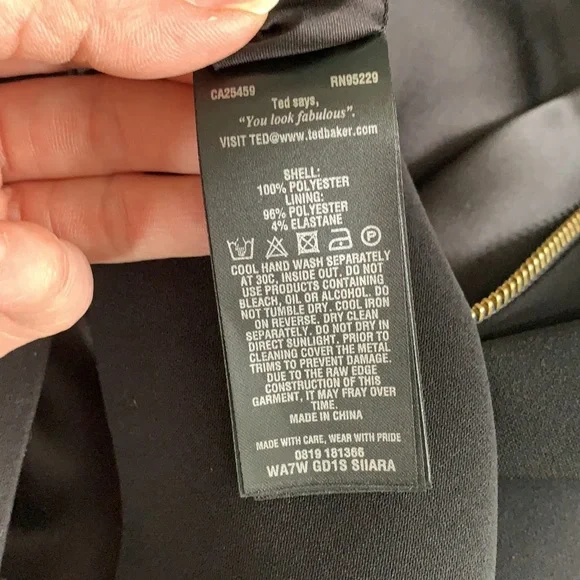 CA25459 RN95229
Ted says,
"You look fabulous".
VISIT TED@www.tedbaker.com
SHELL:
100% POLYESTER
LINING:
96% POLYESTER
4% ELASTANE
P
COOL HAND WASH SEPARATELY
AT 30C, INSIDE OUT. DO NOT
USE PRODUCTS CONTAINING
BLEACH, OIL OR ALCOHOL. DO
NOT TUMBLE DRY. COOL IRON
ON REVERSE. DRY CLEAN
SEPARATELY. DO NOT DRY IN
DIRECT SUNLIGHT. PRIOR TO
CLEANING COVER THE METAL
TRIMS TO PREVENT DAMAGE.
DUE TO THE RAW EDGE
CONSTRUCTION OF THIS
GARMENT, IT MAY FRAY OVER
TIME.
MADE IN CHINA
MADE WITH CARE, WEAR WITH PRIDE
0819 181366
WA7W GD1S SIIARA